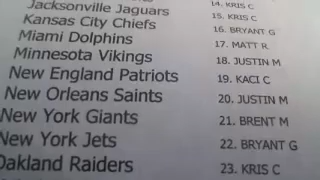 Jacksonville Jaguars 14. KRIS C
Kansas City Chiefs 15. KRIS C
Miami Dolphins 16. BRYANT G
Minnesota Vikings 17. MATT R.
New England Patriots 18. JUSTIN M
New Orleans Saints 19. KACI C
New York Giants 20. JUSTIN M
New York Jets 21. BRENT M
Oakland Raiders 22. BRYANT G
23. KRIS C